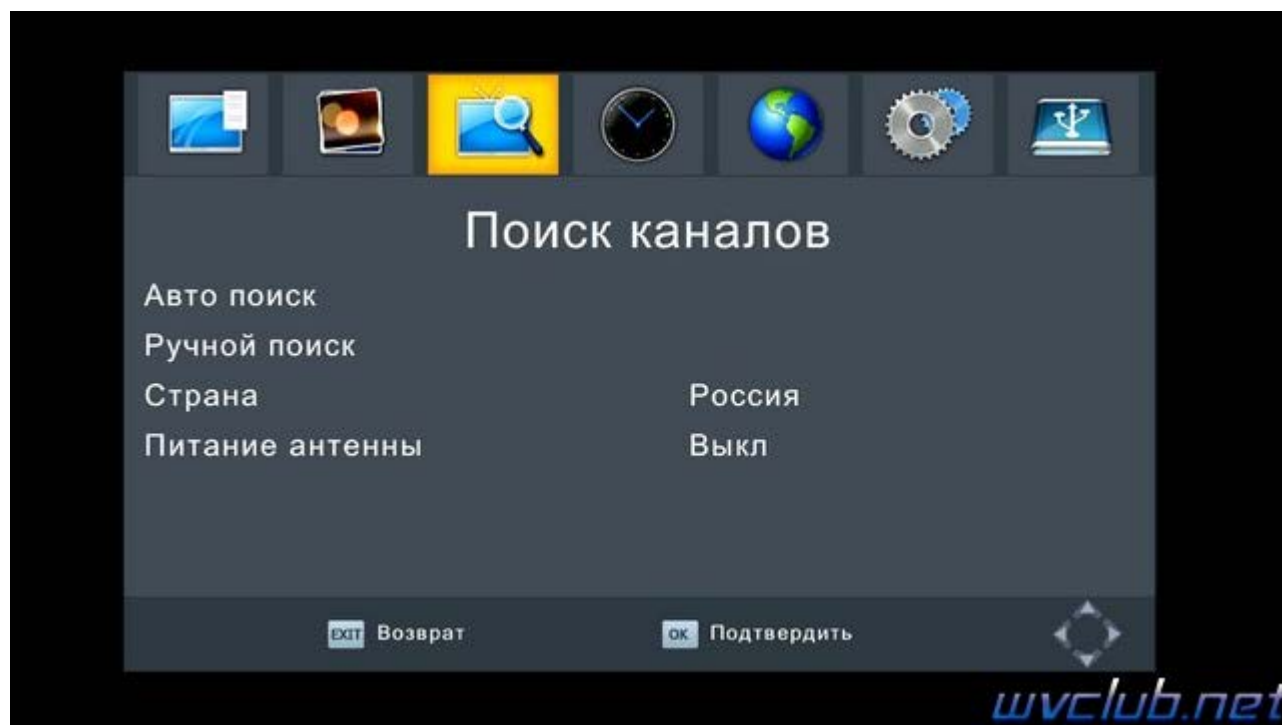 Поиск каналов
Авто поиск
Ручной поиск
Страна Россия
Питание антенны Выкл
EXIT Возврат OK Подтвердить
wvclub.net